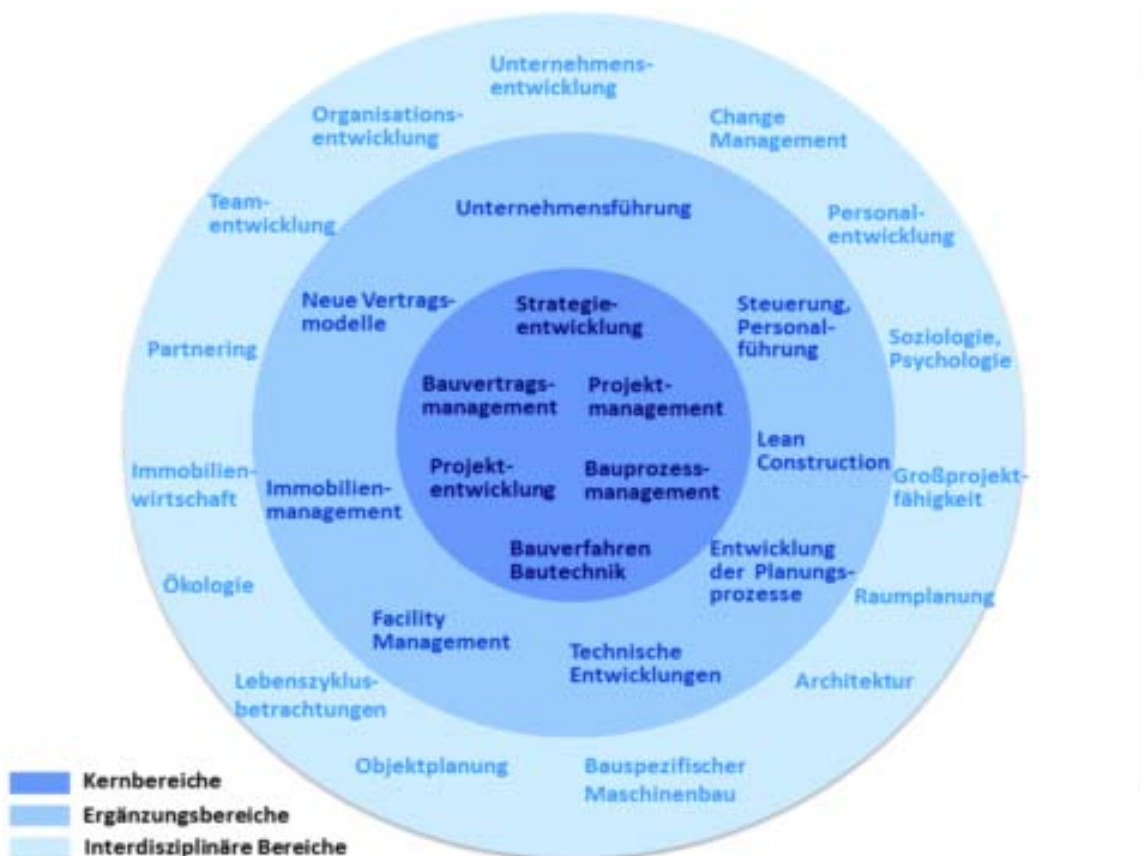 Unternehmens-
entwicklung
Organisations-
entwicklung
Change
Management
Team-
entwicklung
Unternehmensführung
Personal-
entwicklung
Neue Vertrags-
modelle
Strategie-
entwicklung
Steuerung,
Personal-
führung
Partnering
Soziologie,
Psychologie
Bauvertrags-
management
Projekt-
management
Lean
Construction
Immobilien-
wirtschaft
Immobilien-
management
Projekt-
entwicklung
Bauprozess-
management
Großprojekt-
fähigkeit
Bauverfahren
Bautechnik
Entwicklung
der Planungs-
prozesse
Ökologie
Raumplanung
Facility
Management
Technische
Entwicklungen
Lebenszyklus-
betrachtungen
Architektur
Objektplanung
Bauspezifischer
Maschinenbau
Kernbereiche
Ergänzungsbereiche
Interdisziplinäre Bereiche